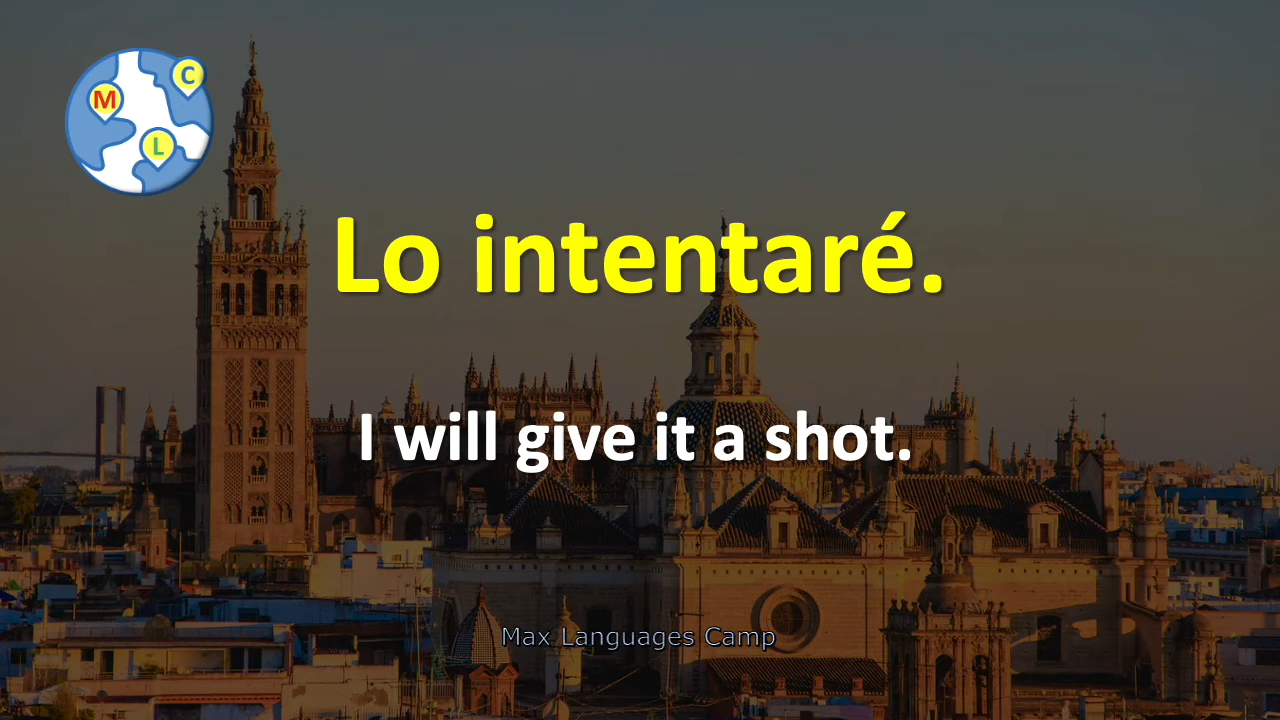 C
M
L
Lo intentaré.
I will give it a shot.
Max Languages Camp